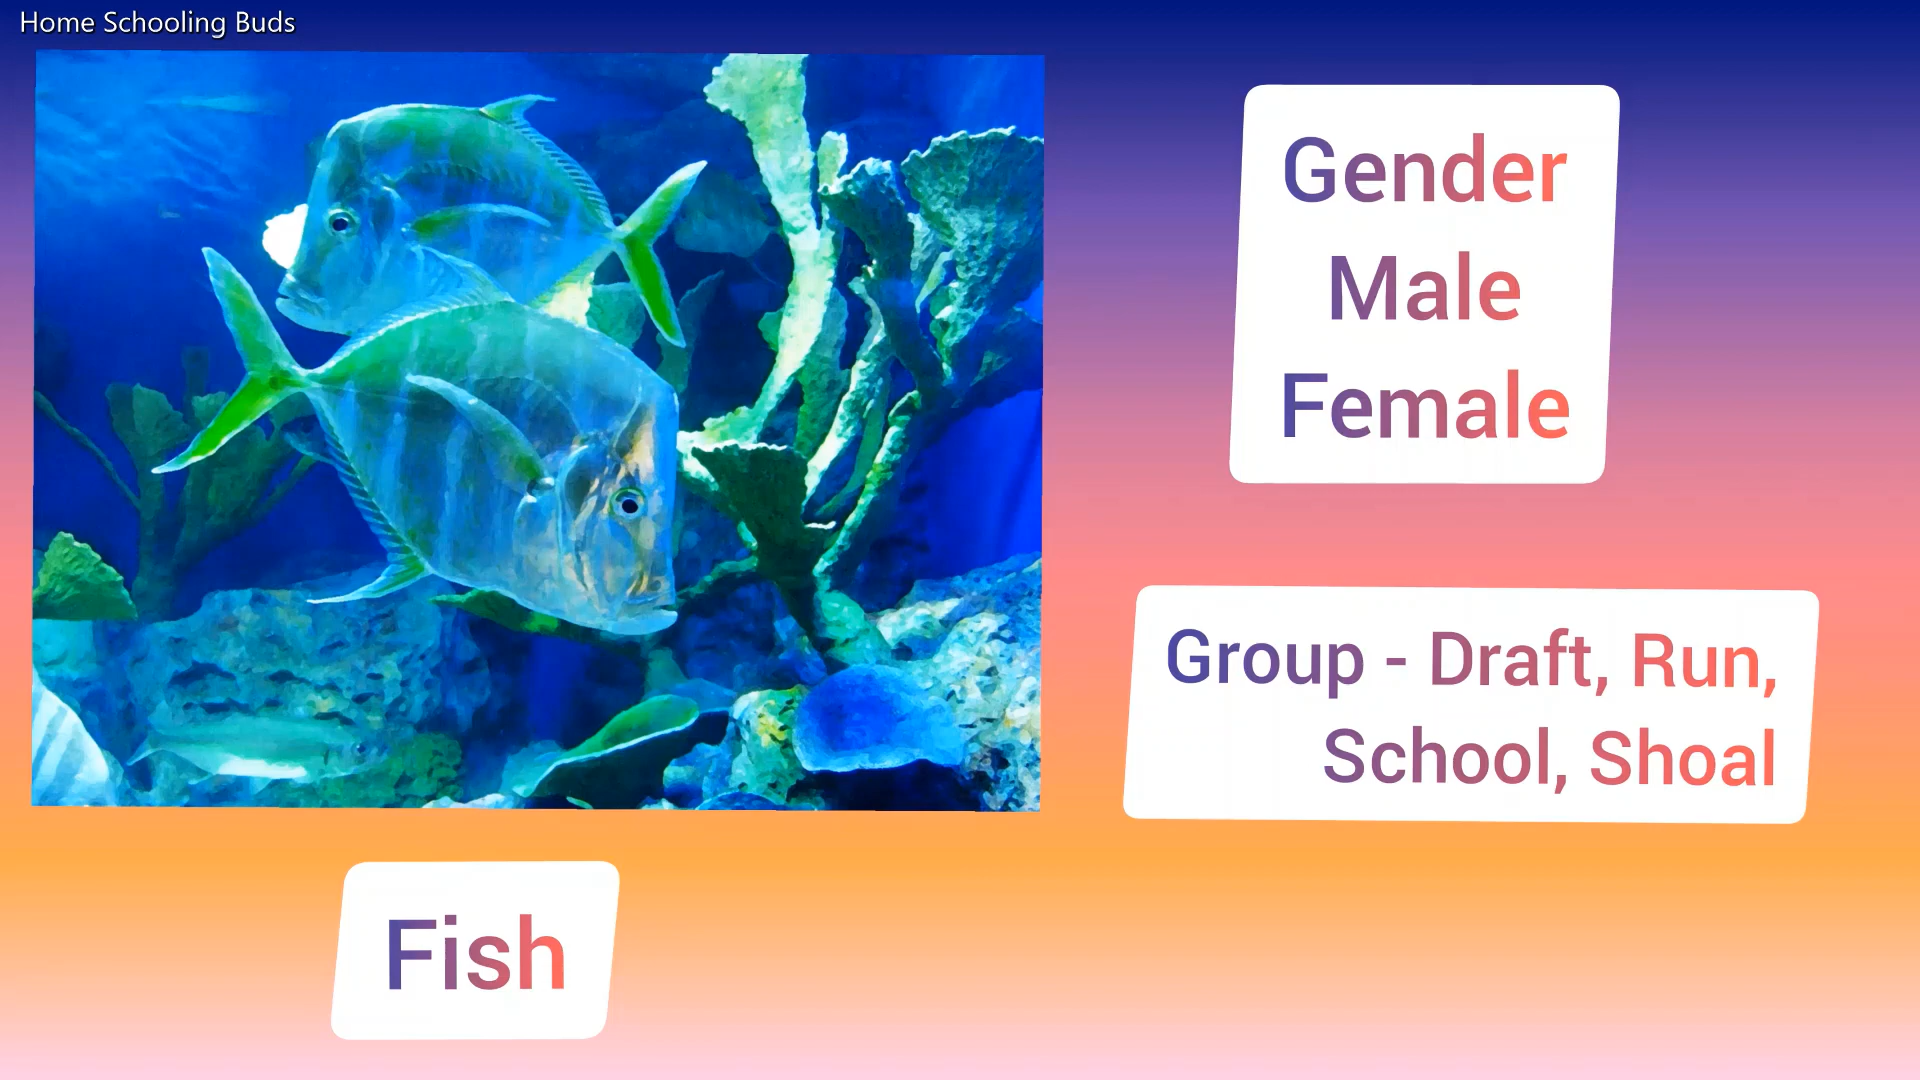 Home Schooling Buds
Gender
Male
Female
Group - Draft, Run,
School, Shoal
Fish